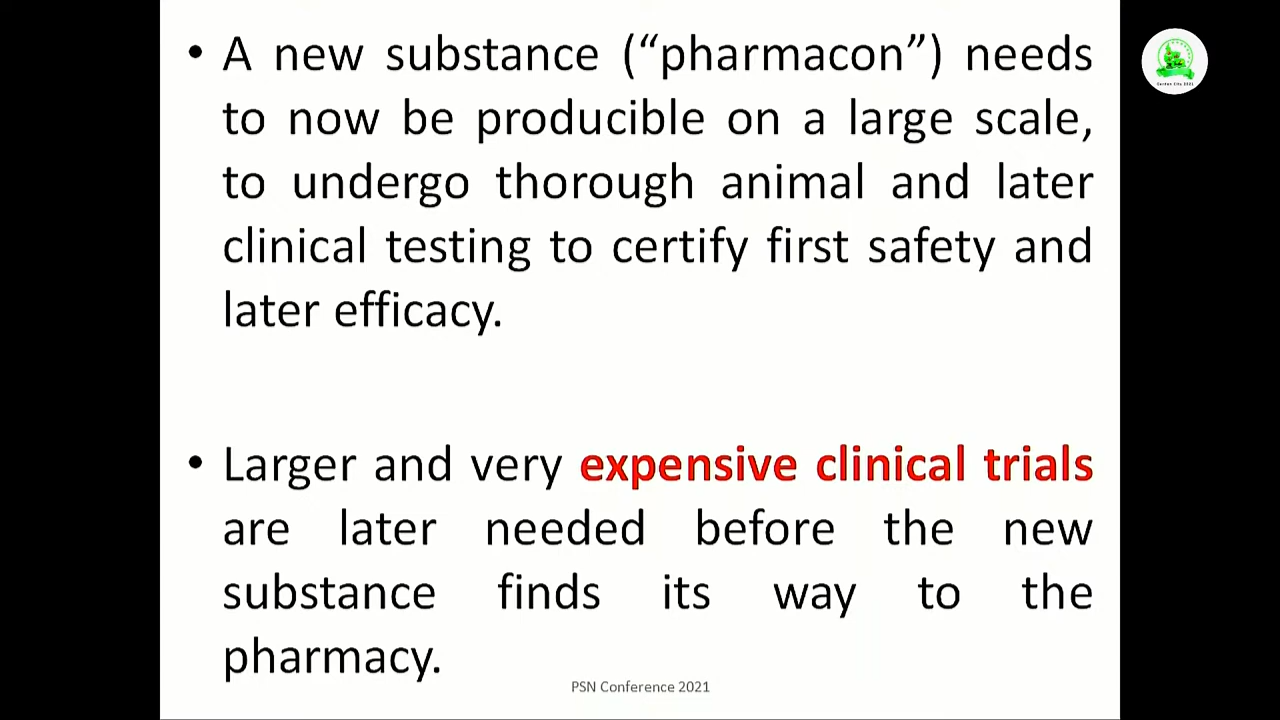 • A new substance (“pharmacon”) needs
to now be producible on a large scale,
to undergo thorough animal and later
clinical testing to certify first safety and
later efficacy.
• Larger and very expensive clinical trials
are later needed before the new
substance finds its way to the
pharmacy.
PSN Conference 2021